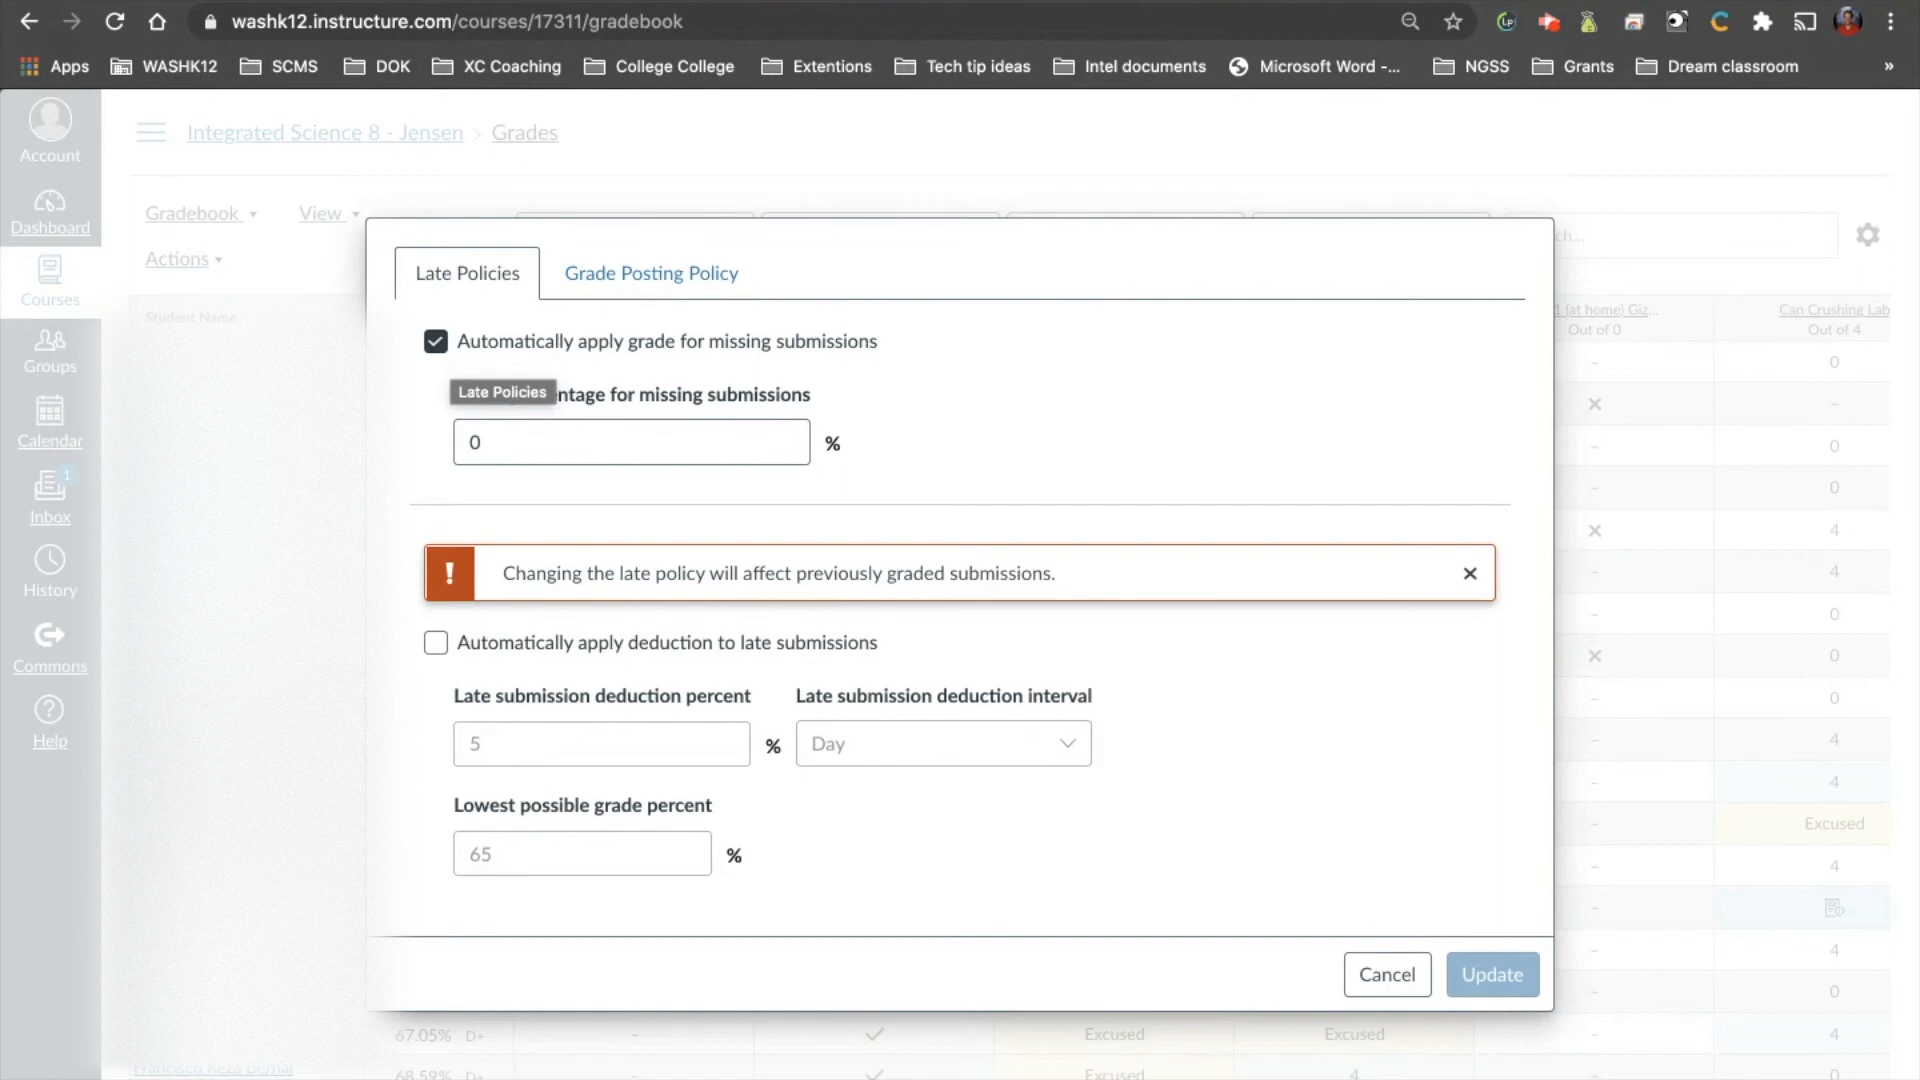 washk12.instructure.com/courses/17311/gradebook
Apps WASHK12 SCMS DOK XC Coaching College College Extentions Tech tip ideas Intel documents Microsoft Word -... NGSS Grants Dream classroom »
Account
Dashboard
Courses
Groups
Calendar
1
Inbox
History
Commons
Help
Integrated Science 8 - Jensen > Grades
Gradebook View
Actions
ch...
Student Name
1 (at home) Giz...
Out of 0
Can Crushing Lab
Out of 4
Late Policies Grade Posting Policy
Automatically apply grade for missing submissions
Late Policies
entage for missing submissions
0 %
! Changing the late policy will affect previously graded submissions. ×
Automatically apply deduction to late submissions
Late submission deduction percent Late submission deduction interval
5 % Day
Lowest possible grade percent
65 %
Cancel Update
– 0
× –
– 0
– 0
× 4
– 4
– 0
× 0
– 0
– 4
– 4
– Excused
– 4
–
– 4
– 0
67.05% D+ – Excused Excused – 4
Francisco Reza Bernal
68.59% D+ – Excused 4 – 0